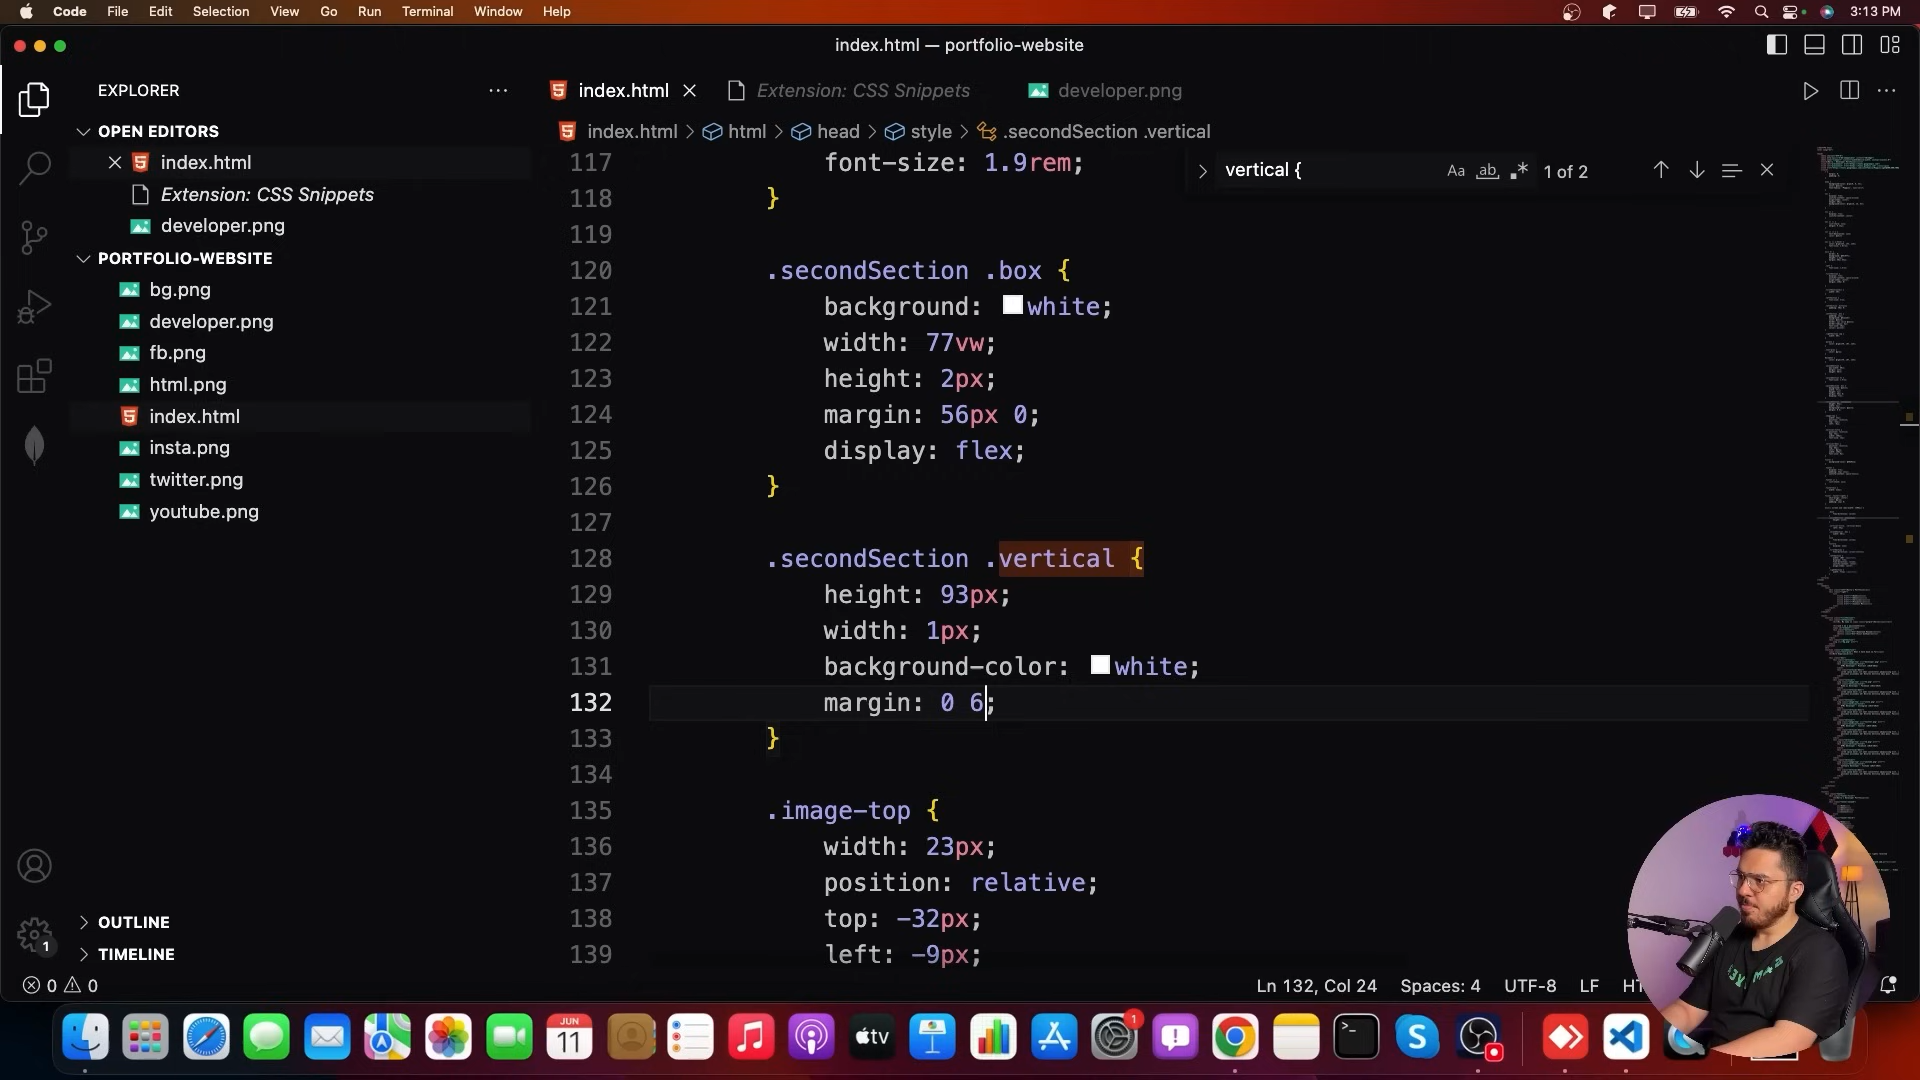 Code File Edit Selection View Go Run Terminal Window Help 3:13 PM
index.html — portfolio-website
EXPLORER
index.html
Extension: CSS Snippets
developer.png
OPEN EDITORS
index.html > html > head > style > .secondSection .vertical
index.html
Extension: CSS Snippets
developer.png
PORTFOLIO-WEBSITE
bg.png
developer.png
fb.png
html.png
index.html
insta.png
twitter.png
youtube.png
OUTLINE
TIMELINE
vertical {
Aa ab .*
1 of 2
117 font-size: 1.9rem;
118 }
119
120 .secondSection .box {
121 background: white;
122 width: 77vw;
123 height: 2px;
124 margin: 56px 0;
125 display: flex;
126 }
127
128 .secondSection .vertical {
129 height: 93px;
130 width: 1px;
131 background-color: white;
132 margin: 0 6;
133 }
134
135 .image-top {
136 width: 23px;
137 position: relative;
138 top: -32px;
139 left: -9px;
1
0 0
Ln 132, Col 24 Spaces: 4 UTF-8 LF HT
JUN
11
tv
1